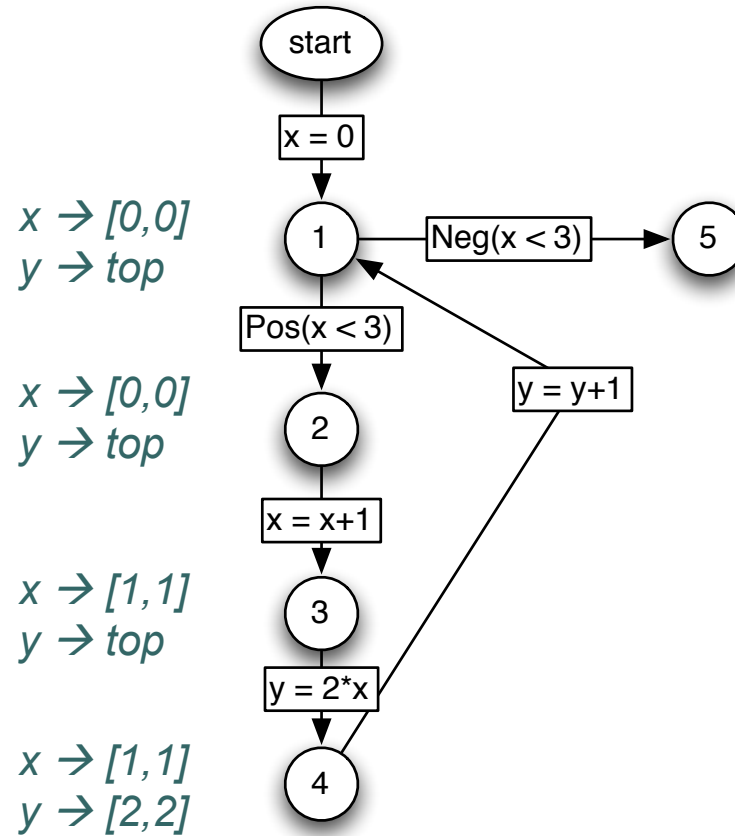 start
x = 0
x → [0,0]
y → top
1
Neg(x < 3)
5
Pos(x < 3)
x → [0,0]
y → top
2
y = y+1
x = x+1
x → [1,1]
y → top
3
y = 2*x
x → [1,1]
y → [2,2]
4